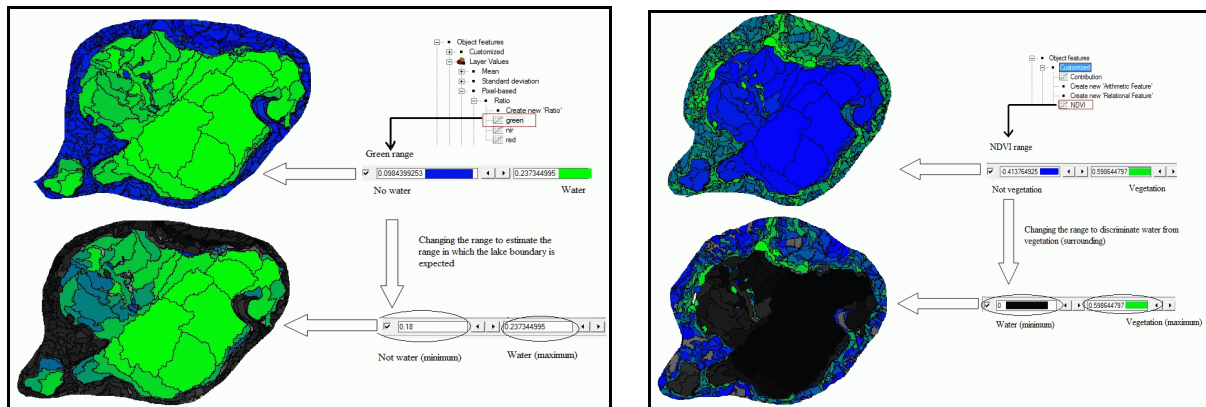 Object features
Customized
Layer Values
Mean
Standard deviation
Pixel-based
Ratio
Create new 'Ratio'
green
nir
red
Green range
0.0984399253
0.237344995
No water
Water
Changing the range to estimate the
range in which the lake boundary is
expected
0.18
0.237344995
Not water (minimum)
Water (maximum)
Object features
Customized
Contribution
Create new 'Arithmetic Feature'
Create new 'Relational Feature'
NDVI
NDVI range
-0.413764925
0.598644797
Not vegetation
Vegetation
Changing the range to discriminate water from
vegetation (surrounding)
0
0.598644797
Water (minimum)
Vegetation (maximum)